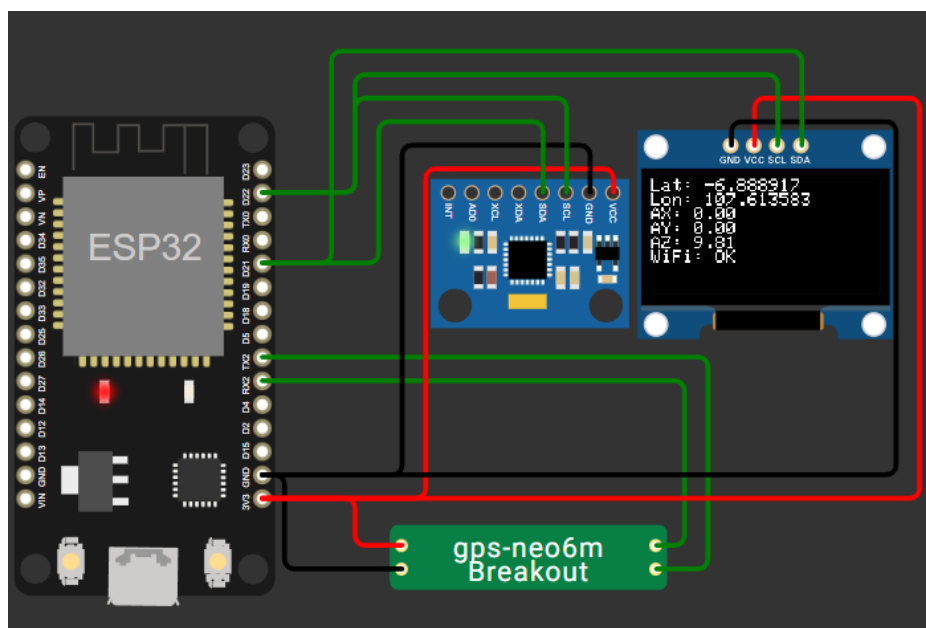 EN
VP
VN
D34
D35
D32
D33
D25
D26
D27
D14
D12
D13
GND
VIN
ESP32
D23
D22
TX0
RX0
D21
D19
D18
D5
TX2
RX2
D4
D2
D15
GND
3V3
INT
AD0
XCL
XDA
SDA
SCL
GND
VCC
GND VCC SCL SDA
Lat: -6.888917
Lon: 107.613583
AX: 0.00
AY: 0.00
AZ: 9.81
WiFi: OK
gps-neo6m
Breakout